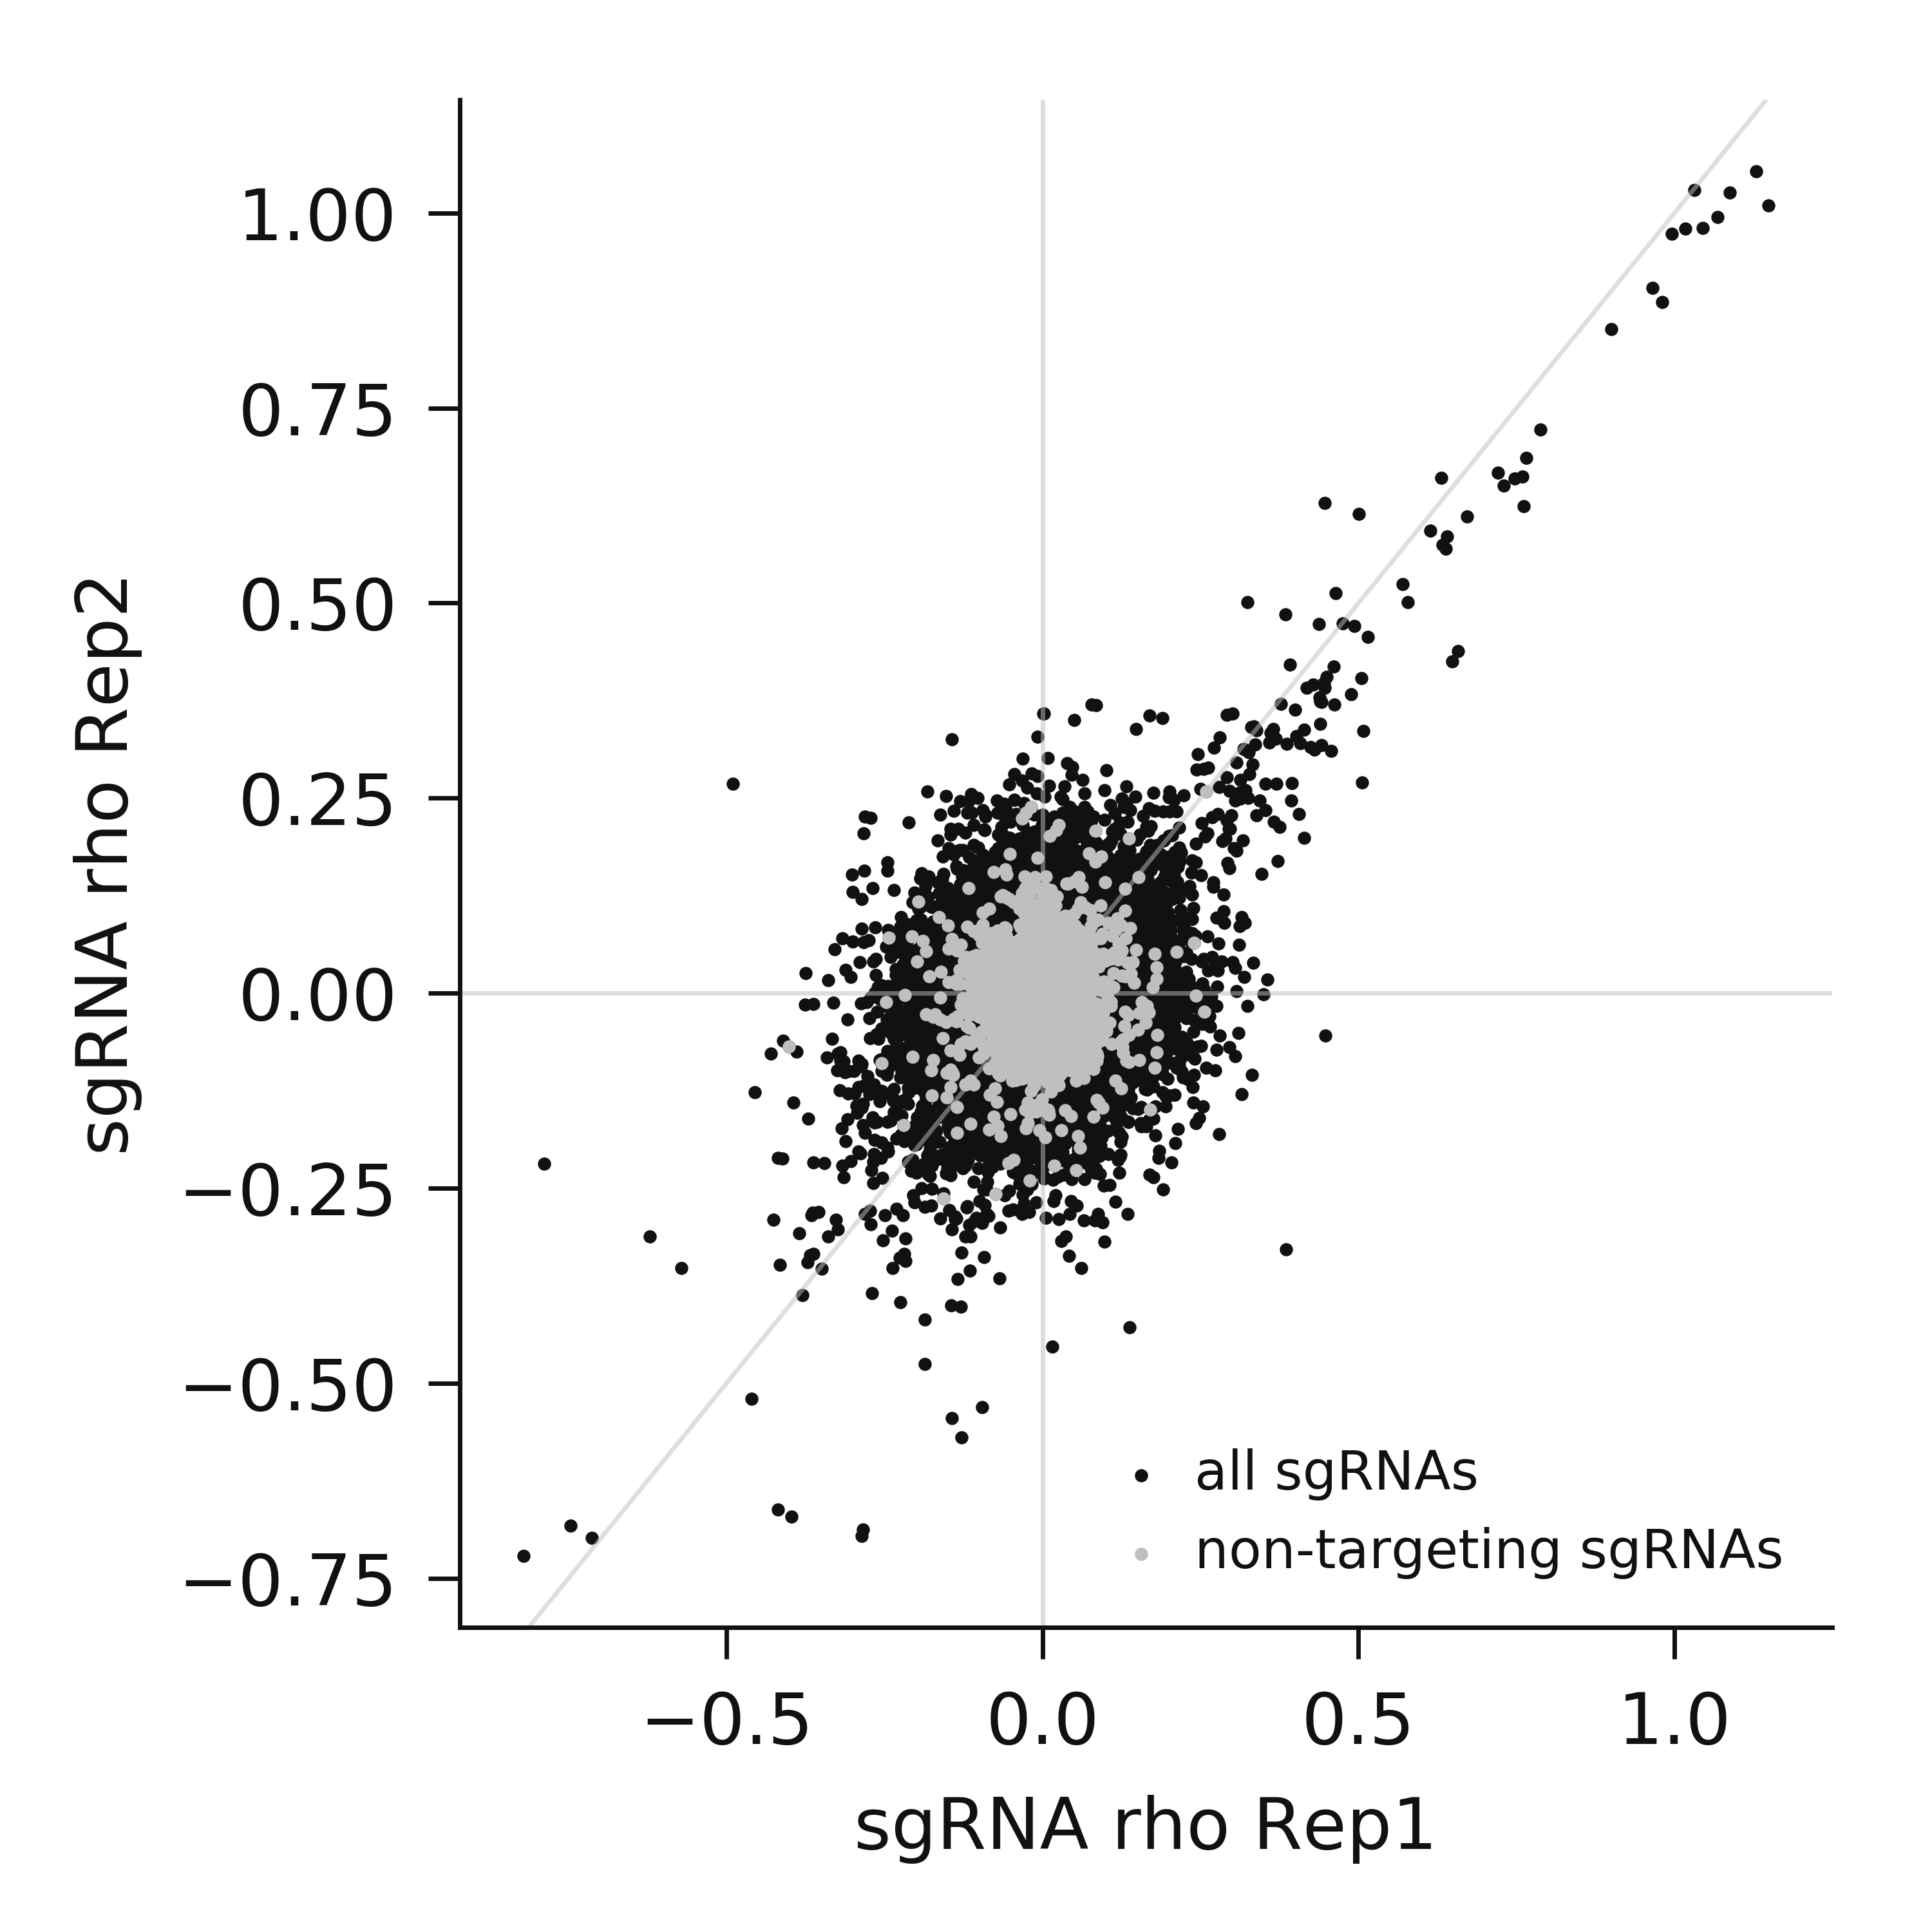 1.00
0.75
0.50
0.25
0.00
−0.25
−0.50
−0.75
sgRNA rho Rep2
all sgRNAs
non-targeting sgRNAs
−0.5 0.0 0.5 1.0
sgRNA rho Rep1